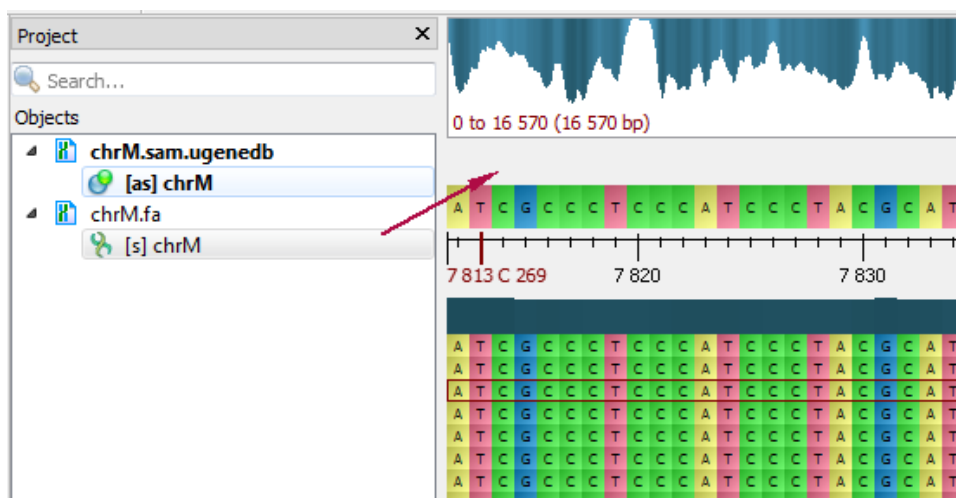 Project
Search...
Objects
chrM.sam.ugenedb
[as] chrM
chrM.fa
[s] chrM
0 to 16 570 (16 570 bp)
A T C G C C C T C C C A T C C C T A C G C A T
7 813 C 269 7 820 7 830
A T C G C C C T C C C A T C C C T A C G C A T
A T C G C C C T C C C A T C C C T A C G C A T
A T C G C C C T C C C A T C C C T A C G C A T
A T C G C C C T C C C A T C C C T A C G C A T
A T C G C C C T C C C A T C C C T A C G C A T
A T C G C C C T C C C A T C C C T A C G C A T
A T C G C C C T C C C A T C C C T A C G C A T